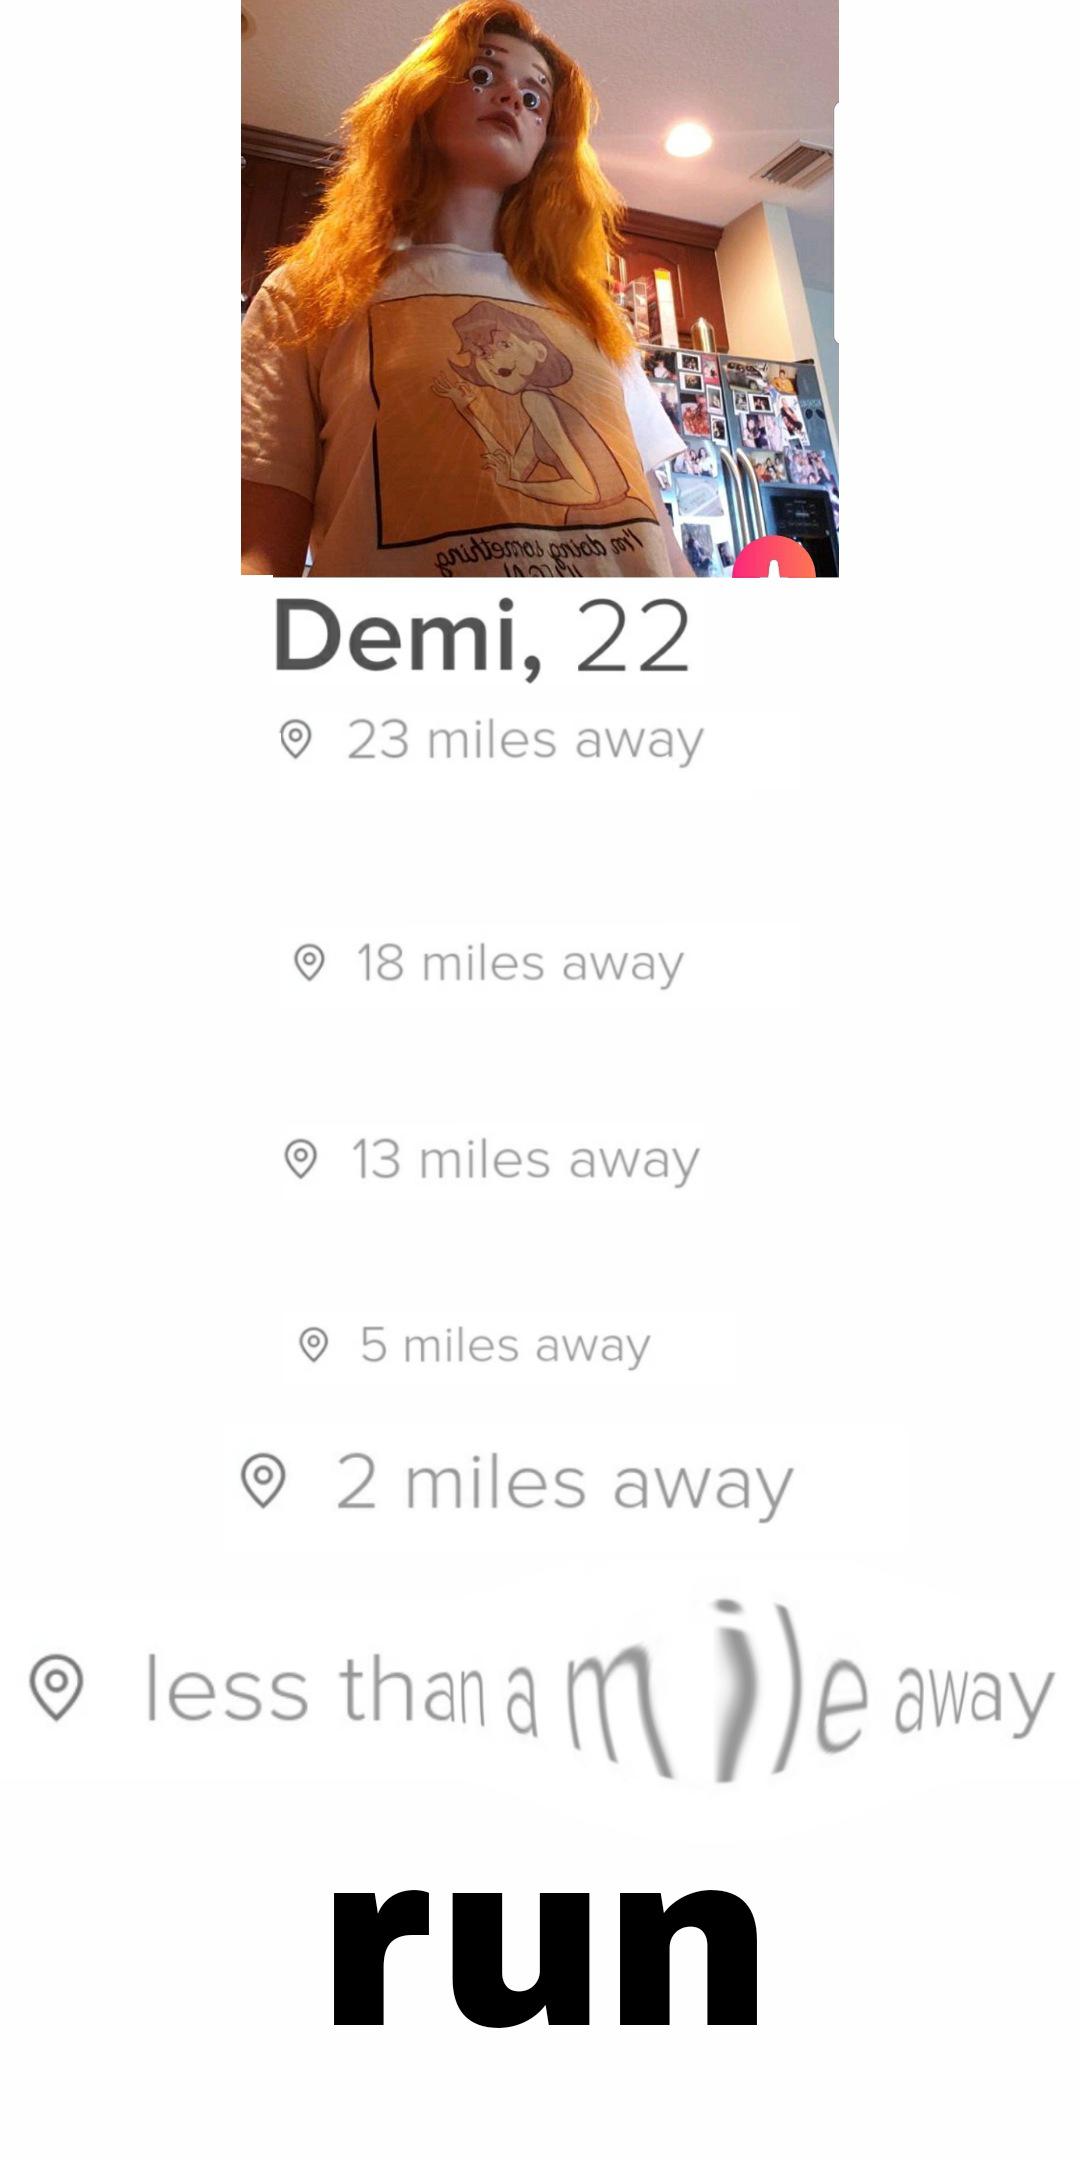 I'm doing something
Demi, 22
23 miles away
18 miles away
13 miles away
5 miles away
2 miles away
less than a mile away
run